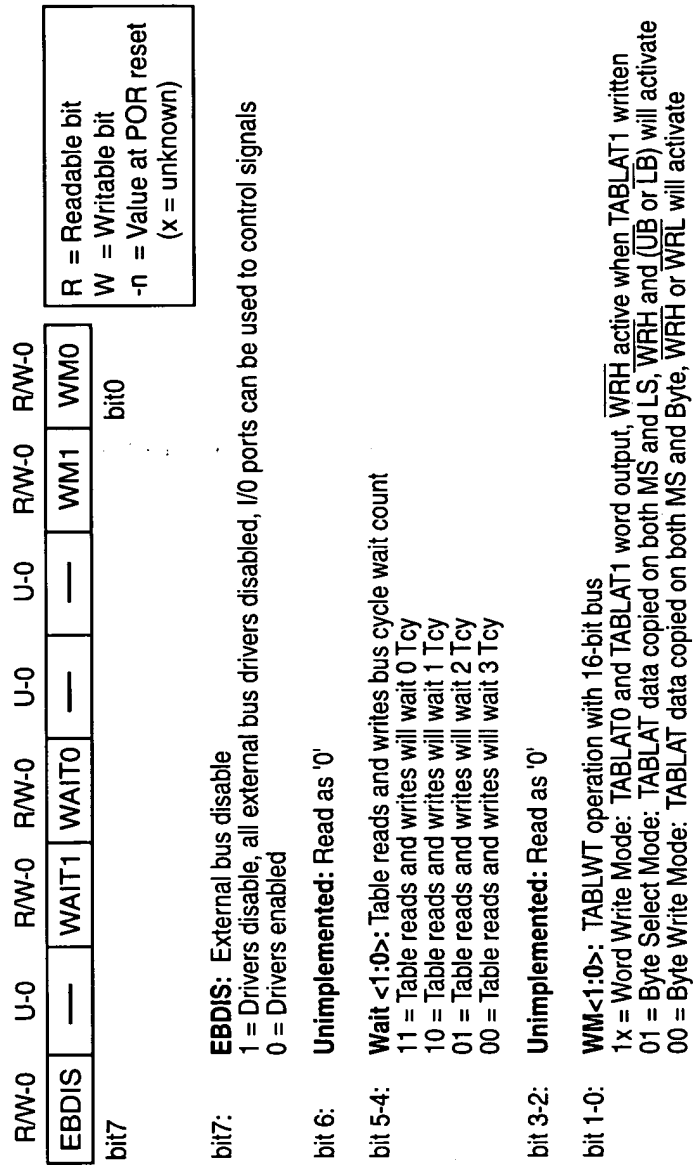 R/W-0 U-0 R/W-0 R/W-0 U-0 U-0 R/W-0 R/W-0
EBDIS — WAIT1 WAIT0 — — WM1 WM0
bit7 bit0
R = Readable bit
W = Writable bit
-n = Value at POR reset
(x = unknown)
bit7: EBDIS: External bus disable
1 = Drivers disable, all external bus drivers disabled, I/0 ports can be used to control signals
0 = Drivers enabled
bit 6: Unimplemented: Read as '0'
bit 5-4: Wait <1:0>: Table reads and writes bus cycle wait count
11 = Table reads and writes will wait 0 Tcy
10 = Table reads and writes will wait 1 Tcy
01 = Table reads and writes will wait 2 Tcy
00 = Table reads and writes will wait 3 Tcy
bit 3-2: Unimplemented: Read as '0'
bit 1-0: WM<1:0>: TABLWT operation with 16-bit bus
1x = Word Write Mode: TABLAT0 and TABLAT1 word output, WRH active when TABLAT1 written
01 = Byte Select Mode: TABLAT data copied on both MS and LS, WRH and (UB or LB) will activate
00 = Byte Write Mode: TABLAT data copied on both MS and Byte, WRH or WRL will activate